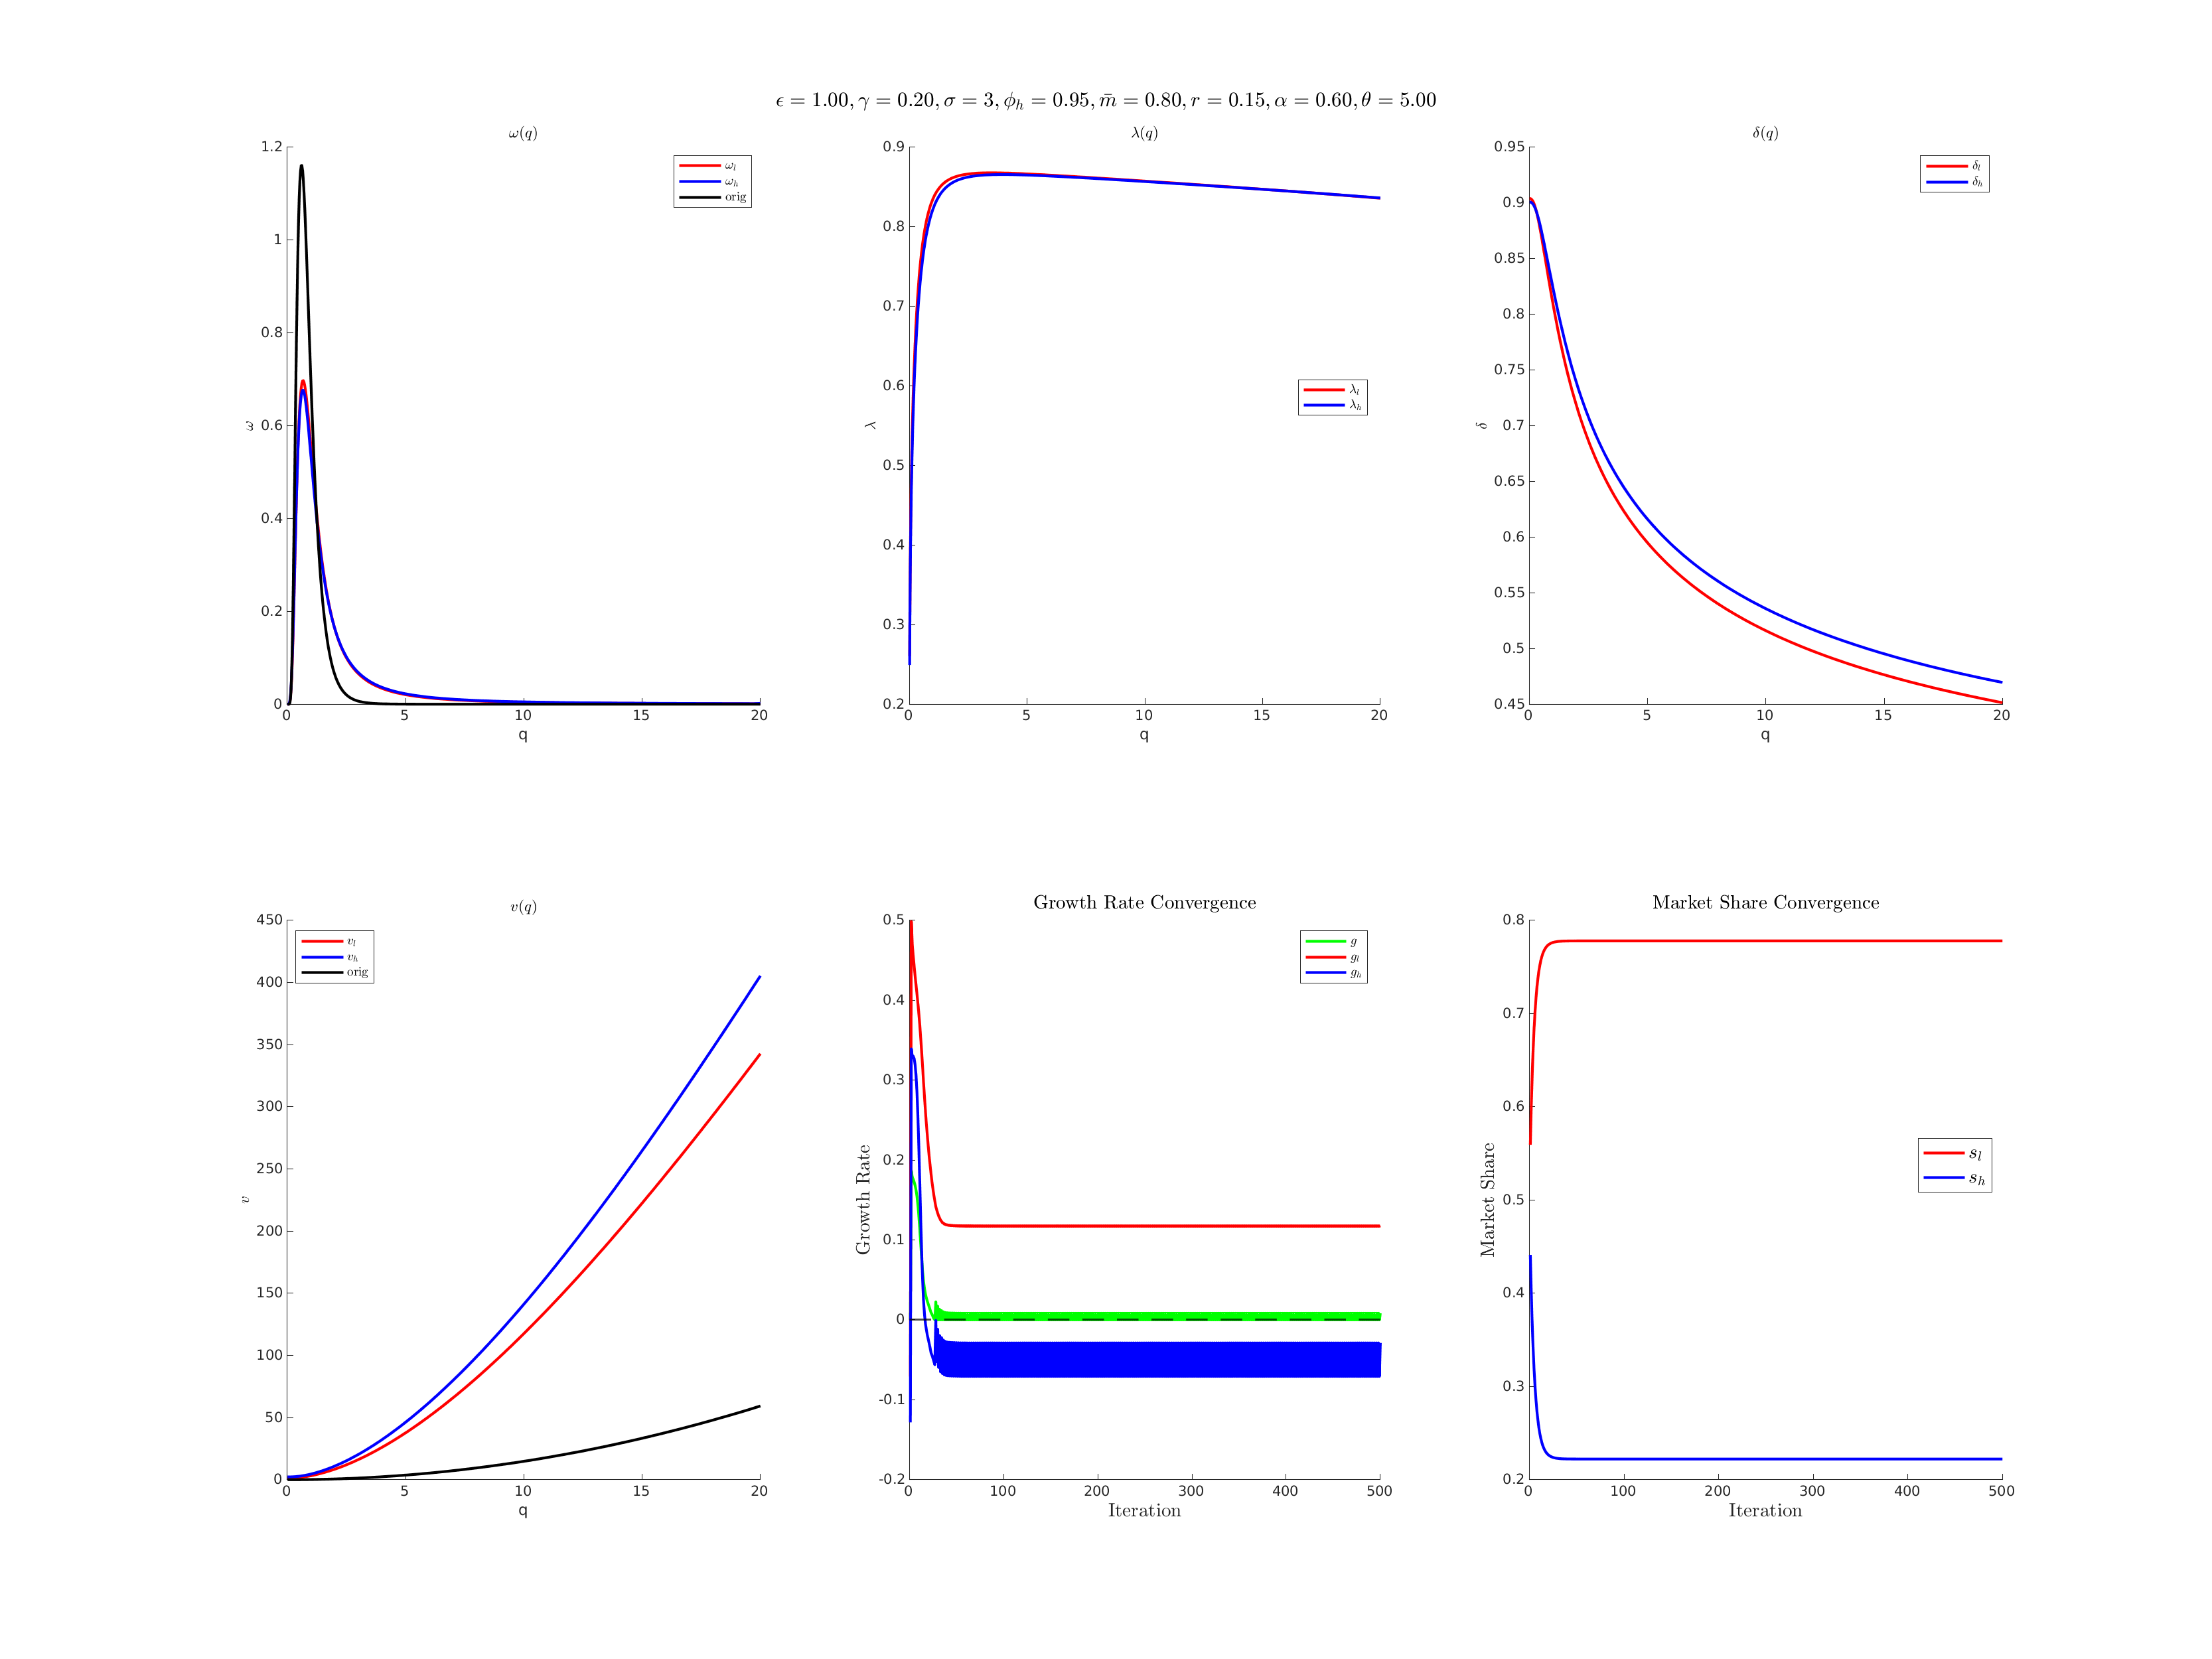 ϵ = 1.00, γ = 0.20, σ = 3, ϕ_h = 0.95, m̄ = 0.80, r = 0.15, α = 0.60, θ = 5.00
ω(q)
ω_l
ω_h
orig
1.2
1
0.8
0.6
0.4
0.2
0
ω
0 5 10 15 20
q
λ(q)
λ_l
λ_h
0.9
0.8
0.7
0.6
0.5
0.4
0.3
0.2
λ
0 5 10 15 20
q
δ(q)
δ_l
δ_h
0.95
0.9
0.85
0.8
0.75
0.7
0.65
0.6
0.55
0.5
0.45
δ
0 5 10 15 20
q
v(q)
v_l
v_h
orig
450
400
350
300
250
200
150
100
50
0
v
0 5 10 15 20
q
Growth Rate Convergence
g
g_l
g_h
0.5
0.4
0.3
0.2
0.1
0
-0.1
-0.2
Growth Rate
0 100 200 300 400 500
Iteration
Market Share Convergence
s_l
s_h
0.8
0.7
0.6
0.5
0.4
0.3
0.2
Market Share
0 100 200 300 400 500
Iteration